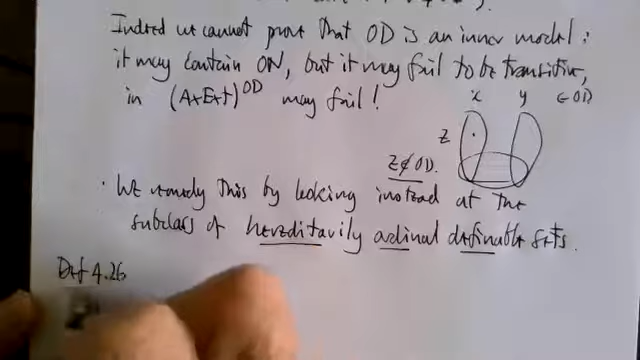 Indeed we cannot prove that OD is an inner model :
it may contain ON, but it may fail to be transitive,
in (AxExt)^OD may fail !
x y ∈ OD
z
z ∉ OD.
· We remedy this by looking instead at the
subclass of hereditarily ordinal definable sets.
Def 4.26